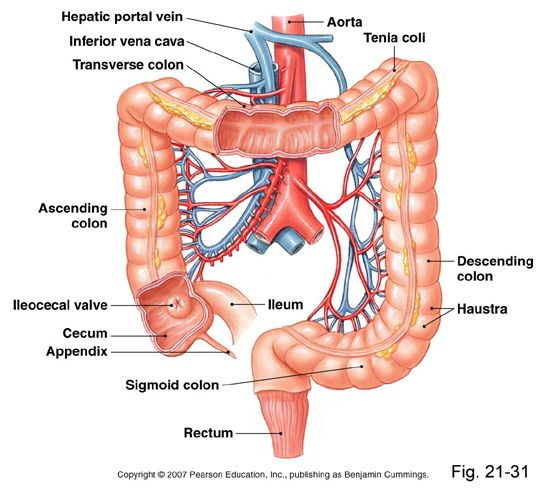 Hepatic portal vein
Aorta
Inferior vena cava
Tenia coli
Transverse colon
Ascending
colon
Descending
colon
Ileocecal valve
Ileum
Haustra
Cecum
Appendix
Sigmoid colon
Rectum
Copyright © 2007 Pearson Education, Inc., publishing as Benjamin Cummings.
Fig. 21-31